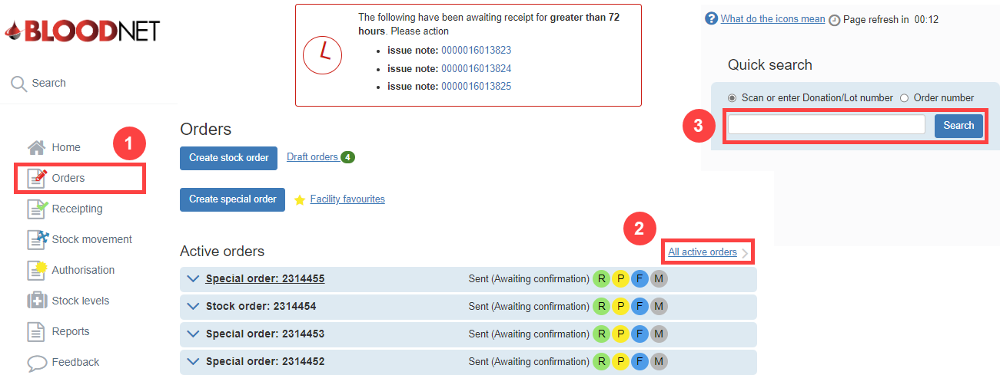 BLOODNET
Search
1
Home
Orders
Receipting
Stock movement
Authorisation
Stock levels
Reports
Feedback
The following have been awaiting receipt for greater than 72
hours. Please action
• issue note: 0000016013823
• issue note: 0000016013824
• issue note: 0000016013825
Orders
Create stock order Draft orders 4
Create special order Facility favourites
2
Active orders All active orders
Special order: 2314455 Sent (Awaiting confirmation) R P F M
Stock order: 2314454 Sent (Awaiting confirmation) R P F M
Special order: 2314453 Sent (Awaiting confirmation) R P F M
Special order: 2314452 Sent (Awaiting confirmation) R P F M
? What do the icons mean Page refresh in 00:12
Quick search
Scan or enter Donation/Lot number Order number
3
Search